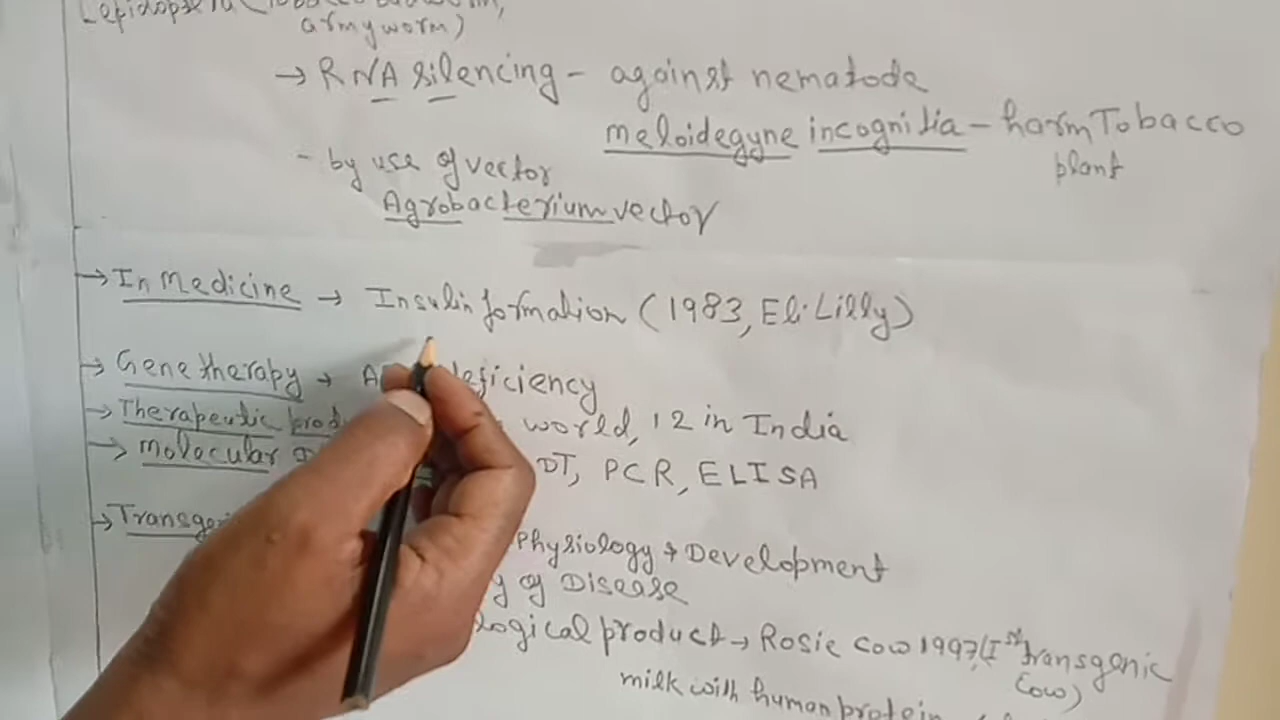 armyworm)
→ RNA silencing - against nematode
meloidegyne incognitia - harm Tobacco
plant
- by use of vector
Agrobacterium vector
→ In Medicine → Insulin formation (1983, Eli Lilly)
→ Gene therapy → deficiency
→ Therapeutic world, 12 in India
→ Molecular DT, PCR, ELISA
→ Physiology + Development
of Disease
logical product → Rosie cow 1997, (Ist transgenic
cow)
milk with human protein